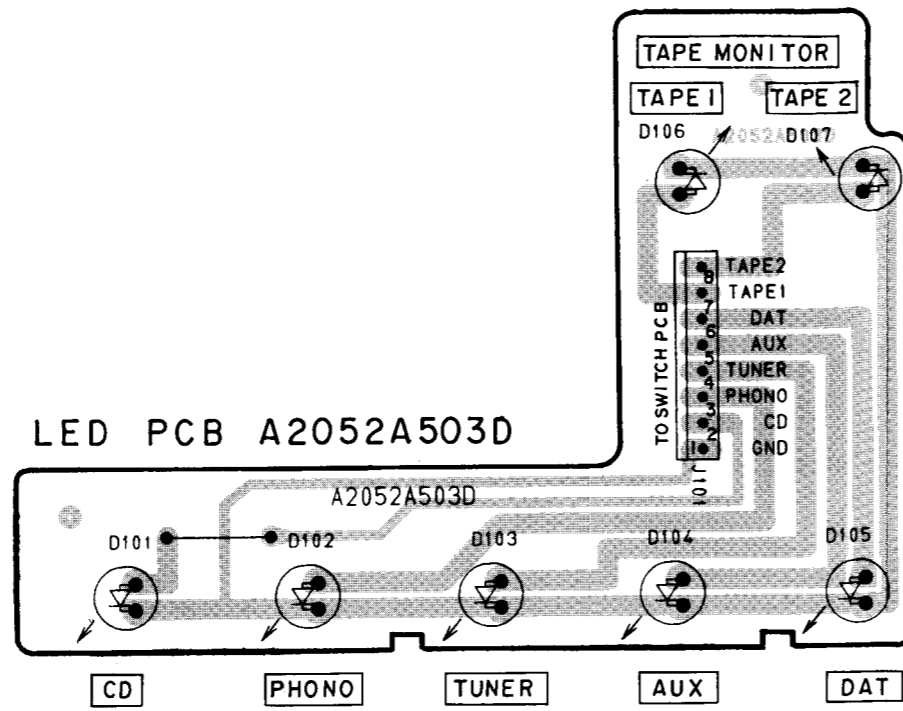 TAPE MONITOR
TAPE 1 TAPE 2
D106 D107
TAPE2
8
TAPE1
7
DAT
6
AUX
5
TUNER
4
PHONO
3
CD
2
GND
1
TO SWITCH PCB
J101
LED PCB A2052A503D
A2052A503D
D101 D102 D103 D104 D105
CD PHONO TUNER AUX DAT